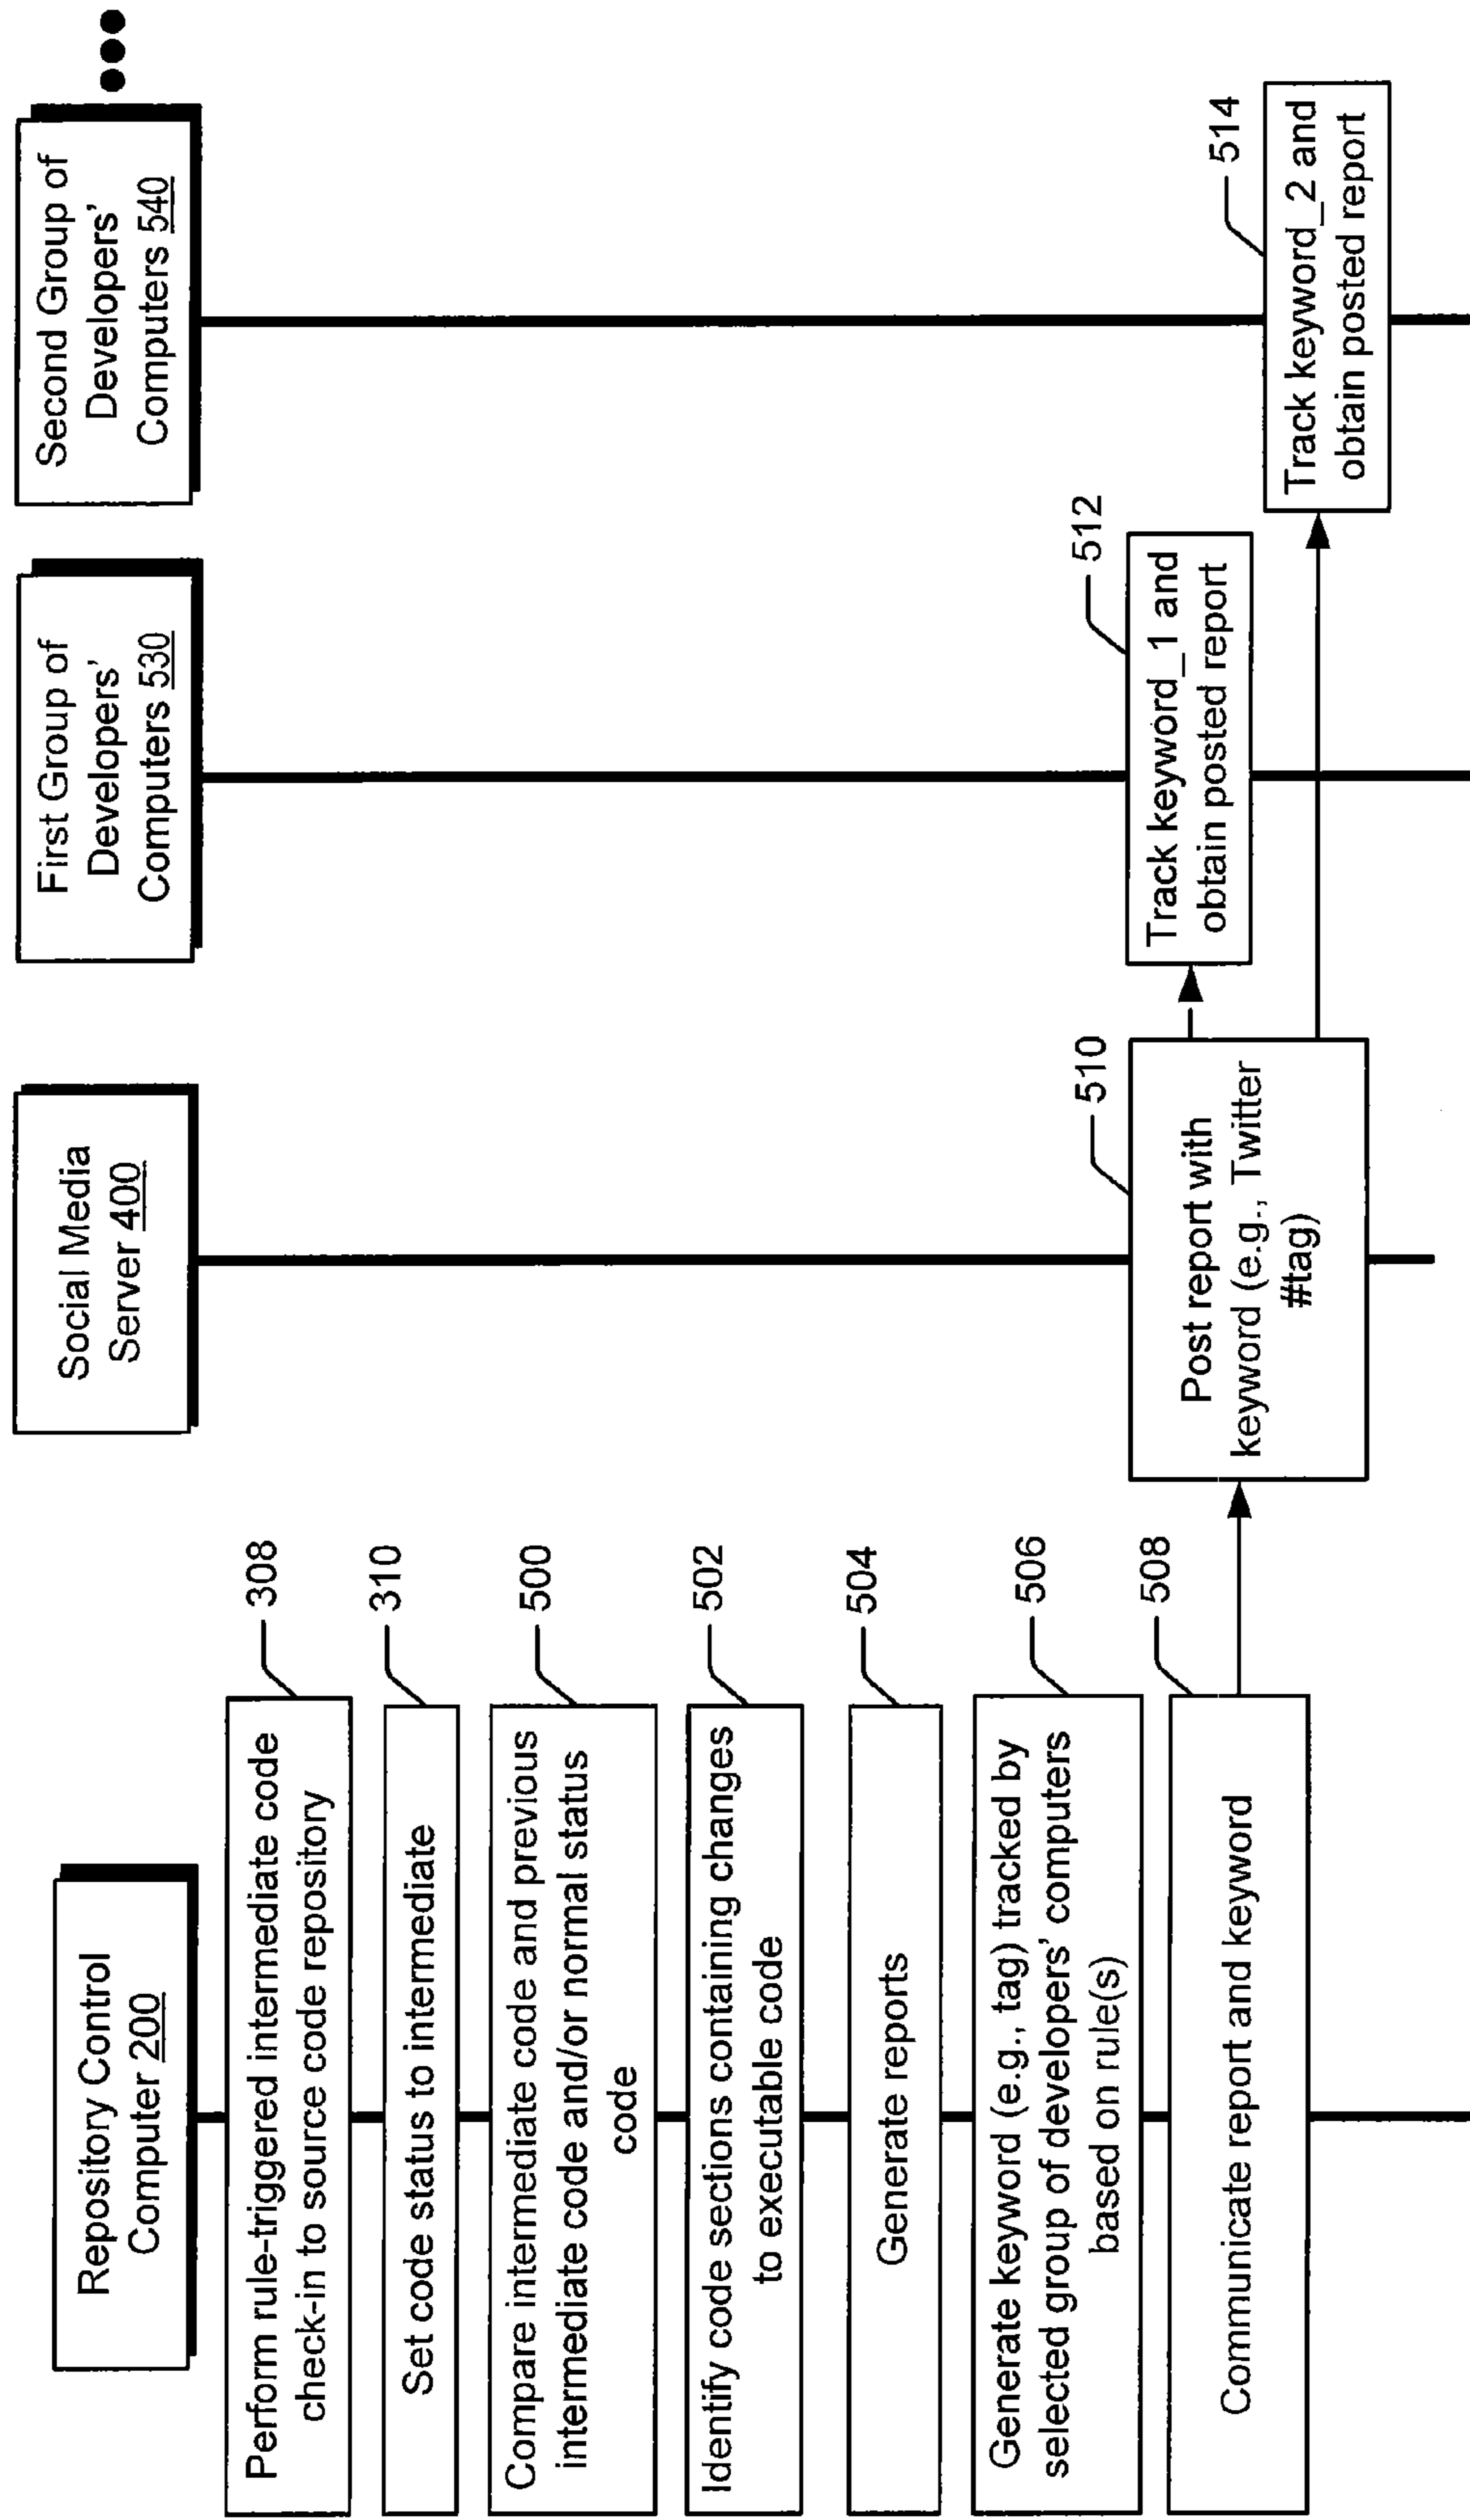 Repository Control
Computer 200
Social Media
Server 400
First Group of
Developers'
Computers 530
Second Group of
Developers'
Computers 540
Perform rule-triggered intermediate code
check-in to source code repository
308
Set code status to intermediate
310
Compare intermediate code and previous
intermediate code and/or normal status
code
500
Identify code sections containing changes
to executable code
502
Generate reports
504
Generate keyword (e.g., tag) tracked by
selected group of developers' computers
based on rule(s)
506
Communicate report and keyword
508
Post report with
keyword (e.g., Twitter
#tag)
510
Track keyword_1 and
obtain posted report
512
Track keyword_2 and
obtain posted report
514